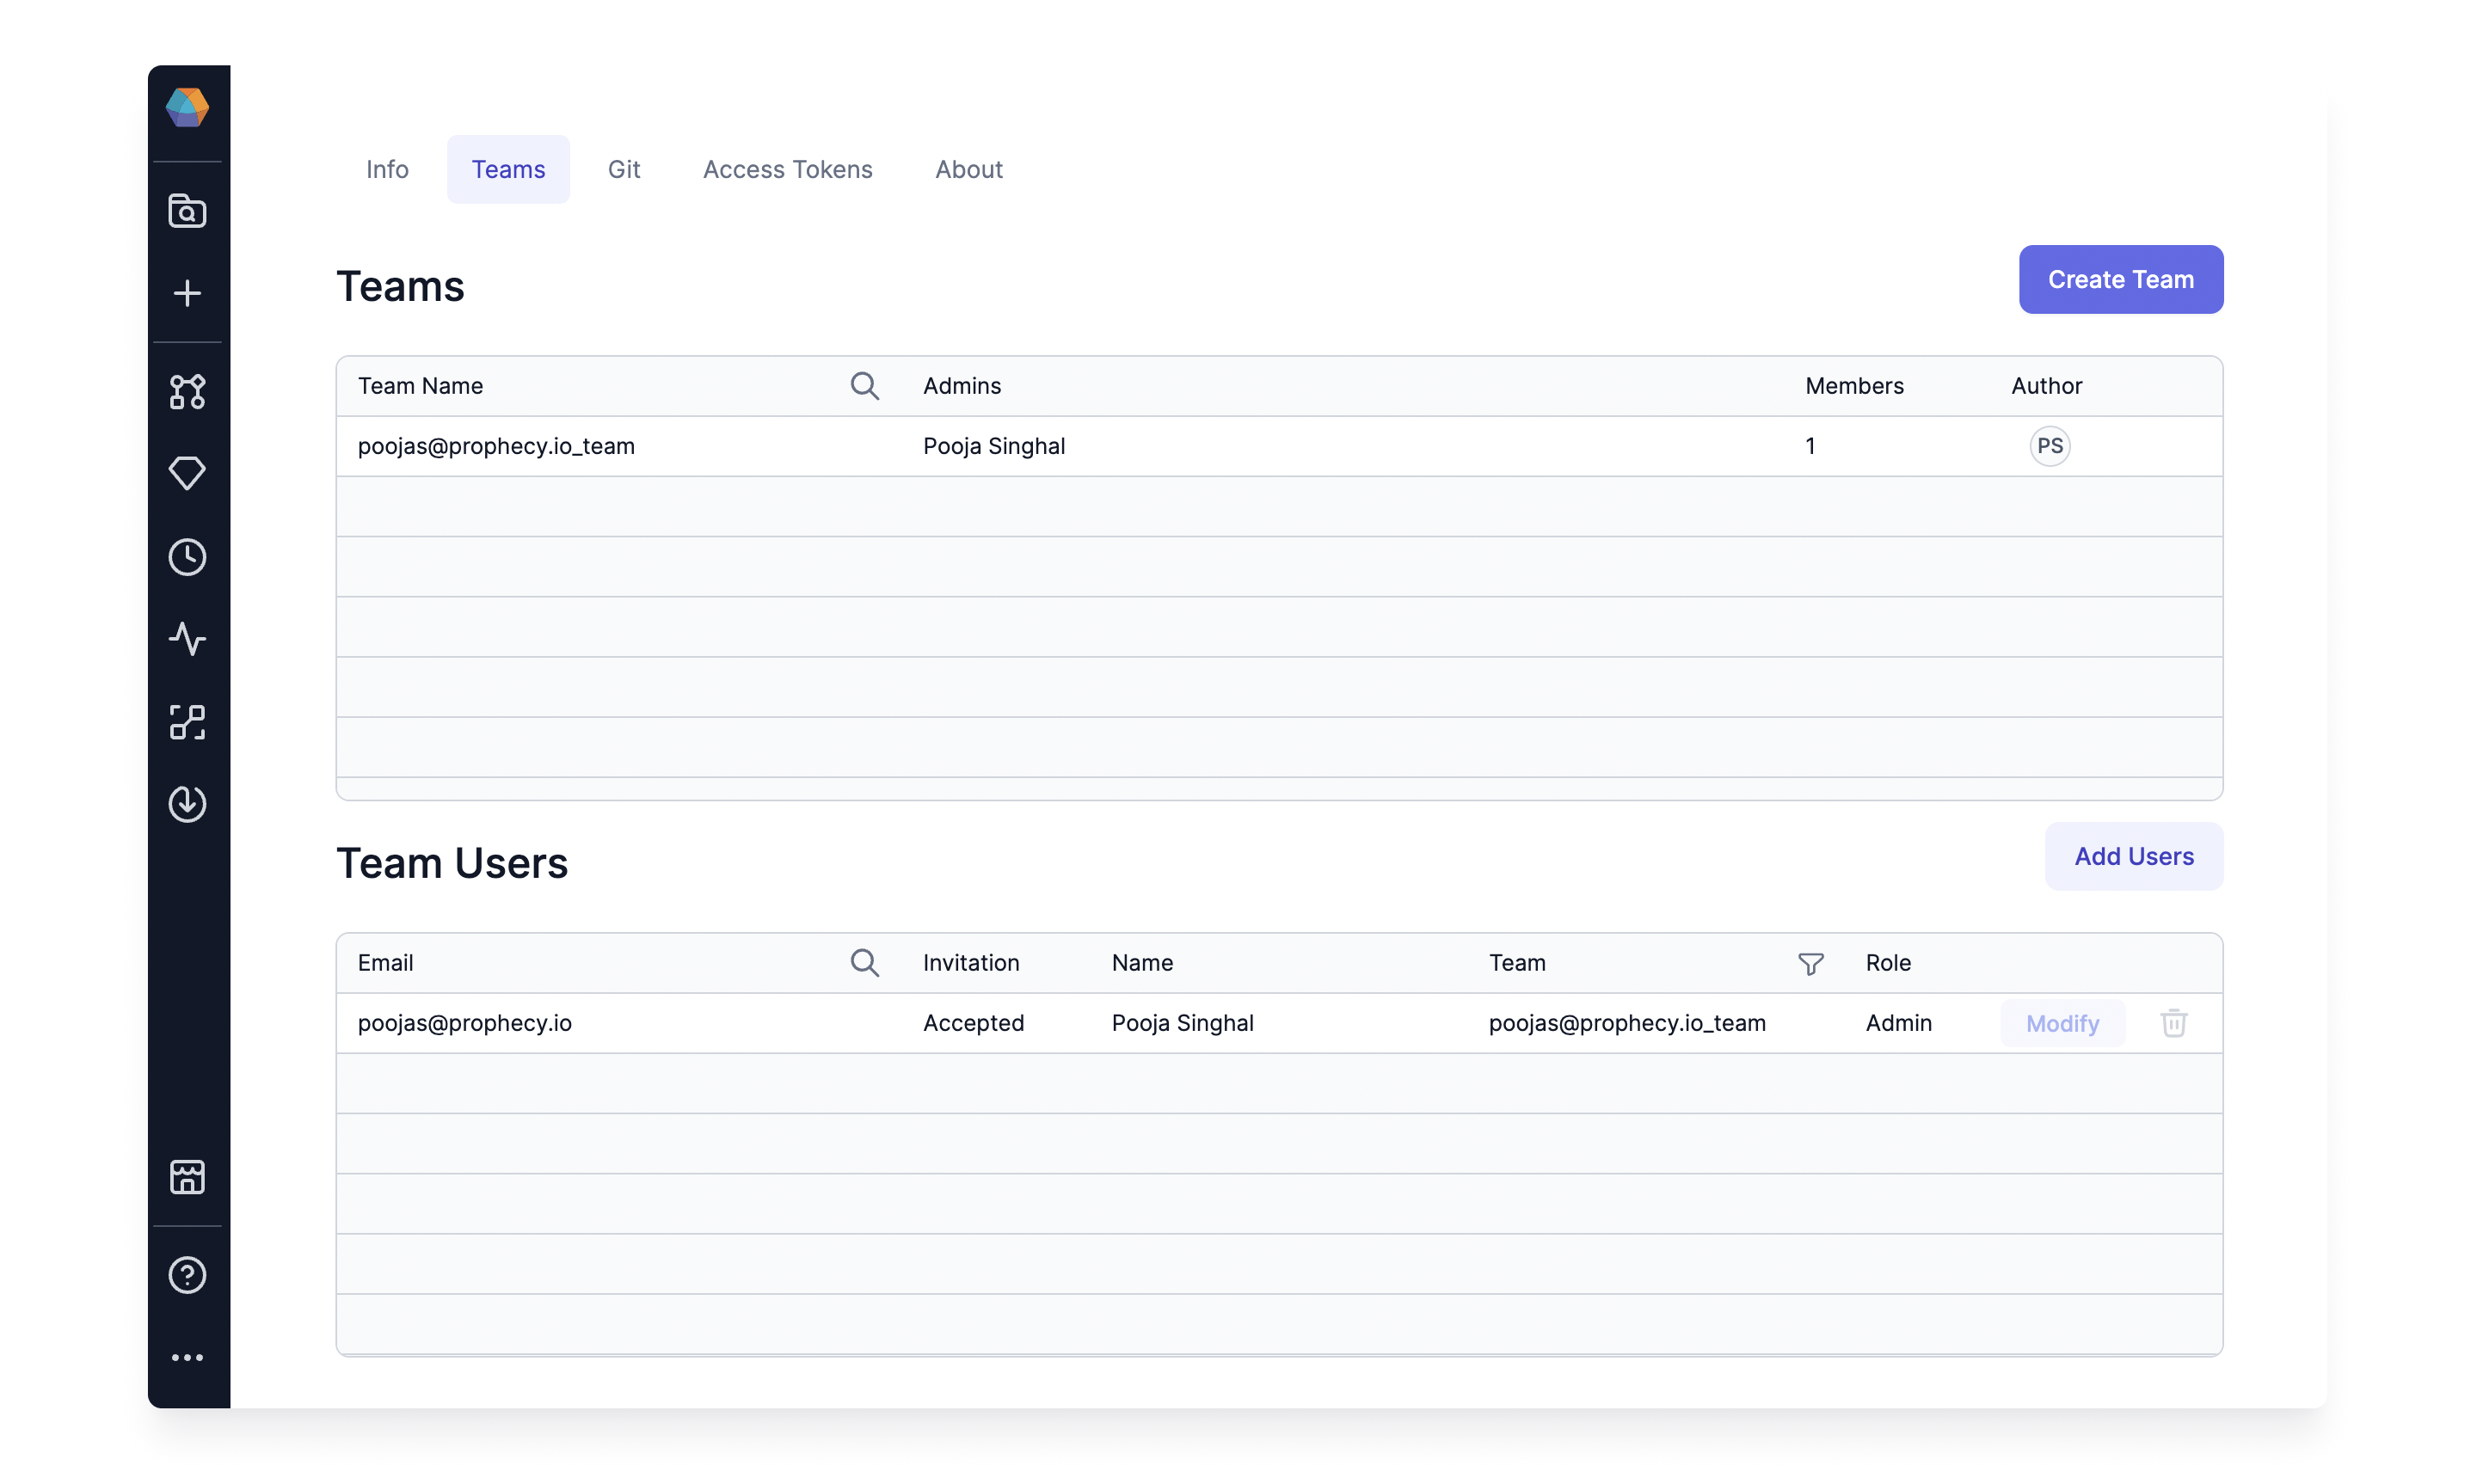 Info Teams Git Access Tokens About
Teams
Create Team
Team Name Admins Members Author
poojas@prophecy.io_team Pooja Singhal 1 PS
Team Users
Add Users
Email Invitation Name Team Role
poojas@prophecy.io Accepted Pooja Singhal poojas@prophecy.io_team Admin Modify